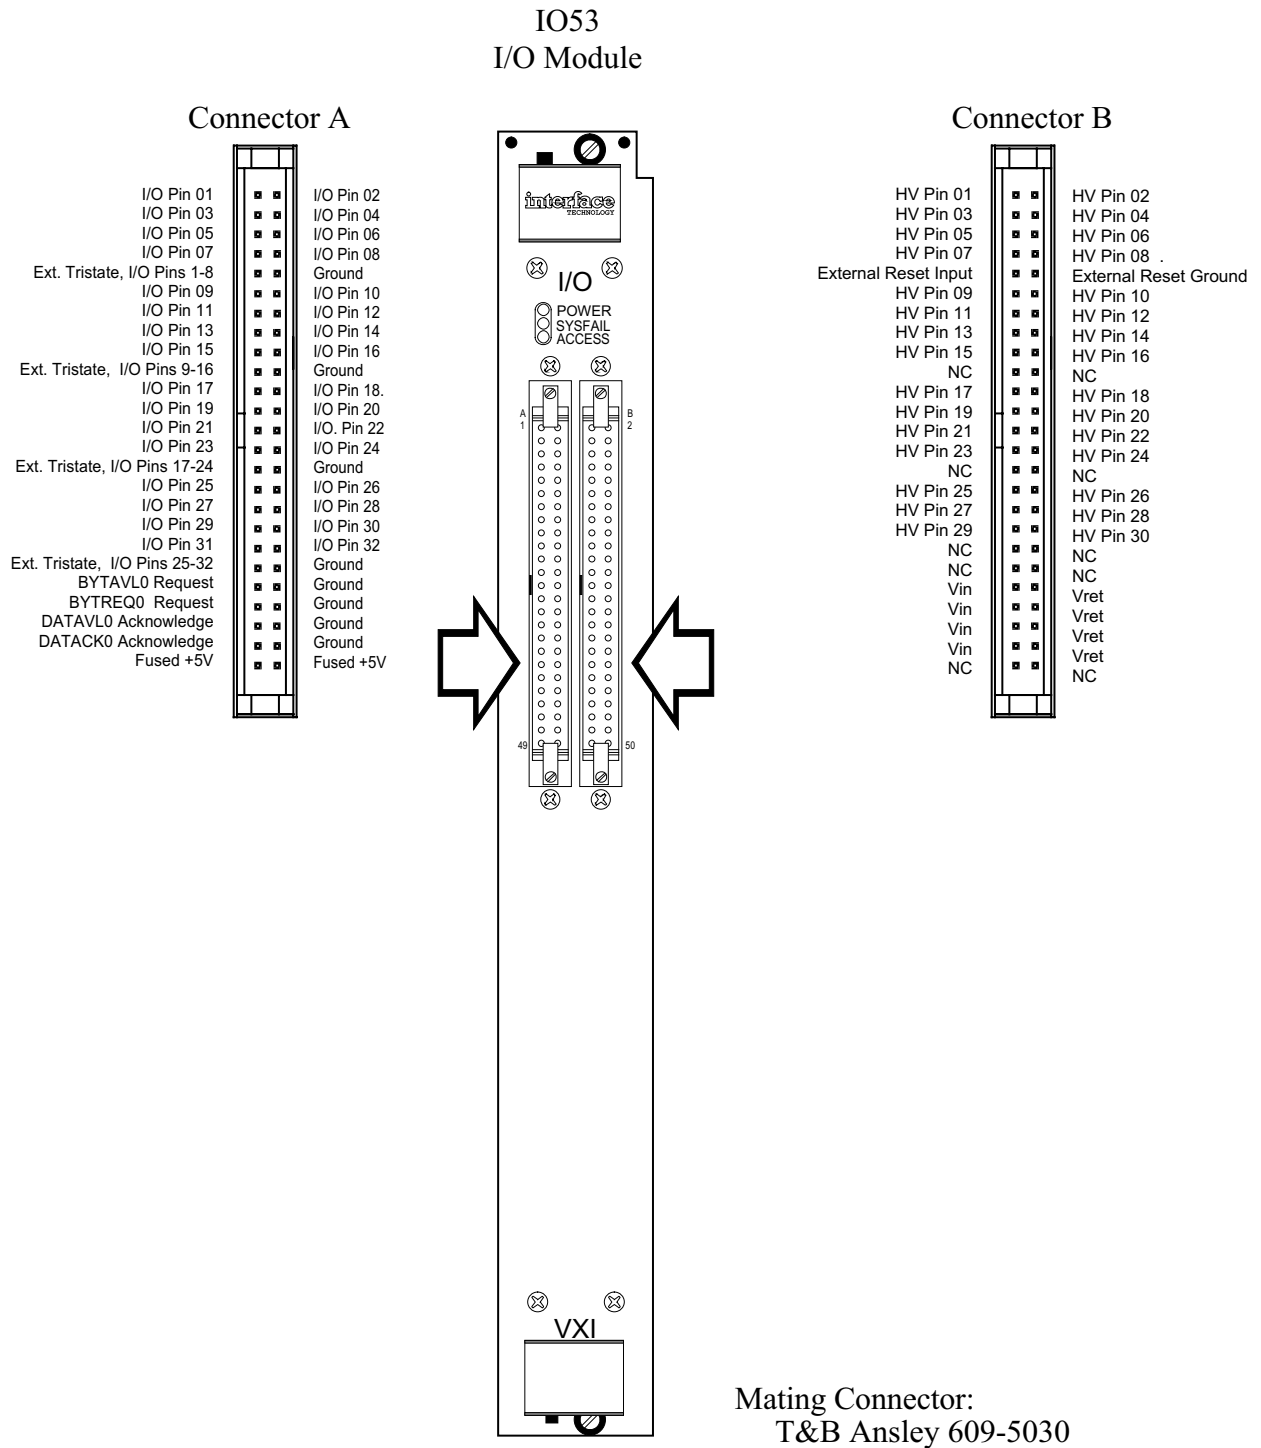 IO53
I/O Module
Connector A
I/O Pin 01 I/O Pin 02
I/O Pin 03 I/O Pin 04
I/O Pin 05 I/O Pin 06
I/O Pin 07 I/O Pin 08
Ext. Tristate, I/O Pins 1-8 Ground
I/O Pin 09 I/O Pin 10
I/O Pin 11 I/O Pin 12
I/O Pin 13 I/O Pin 14
I/O Pin 15 I/O Pin 16
Ext. Tristate, I/O Pins 9-16 Ground
I/O Pin 17 I/O Pin 18.
I/O Pin 19 I/O Pin 20
I/O Pin 21 I/O. Pin 22
I/O Pin 23 I/O Pin 24
Ext. Tristate, I/O Pins 17-24 Ground
I/O Pin 25 I/O Pin 26
I/O Pin 27 I/O Pin 28
I/O Pin 29 I/O Pin 30
I/O Pin 31 I/O Pin 32
Ext. Tristate, I/O Pins 25-32 Ground
BYTAVL0 Request Ground
BYTREQ0 Request Ground
DATAVL0 Acknowledge Ground
DATACK0 Acknowledge Ground
Fused +5V Fused +5V
interface
TECHNOLOGY
I/O
POWER
SYSFAIL
ACCESS
A B
1 2
49 50
VXI
Connector B
HV Pin 01 HV Pin 02
HV Pin 03 HV Pin 04
HV Pin 05 HV Pin 06
HV Pin 07 HV Pin 08 .
External Reset Input External Reset Ground
HV Pin 09 HV Pin 10
HV Pin 11 HV Pin 12
HV Pin 13 HV Pin 14
HV Pin 15 HV Pin 16
NC NC
HV Pin 17 HV Pin 18
HV Pin 19 HV Pin 20
HV Pin 21 HV Pin 22
HV Pin 23 HV Pin 24
NC NC
HV Pin 25 HV Pin 26
HV Pin 27 HV Pin 28
HV Pin 29 HV Pin 30
NC NC
NC NC
Vin Vret
Vin Vret
Vin Vret
Vin Vret
NC NC
Mating Connector:
T&B Ansley 609-5030